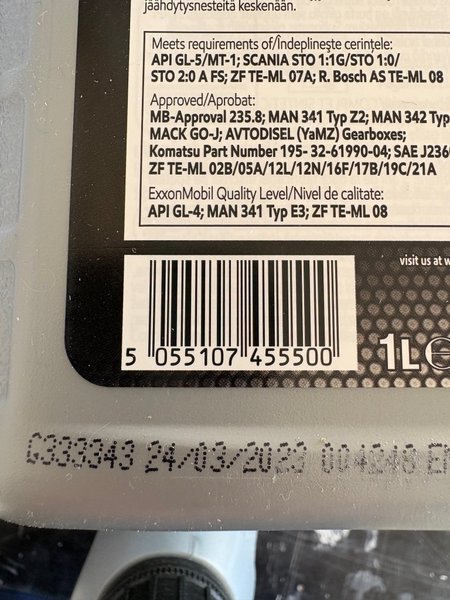 jäähdytysnesteitä keskenään.
Meets requirements of/Îndeplineşte cerinţele:
API GL-5/MT-1; SCANIA STO 1:1G/STO 1:0/
STO 2:0 A FS; ZF TE-ML 07A; R. Bosch AS TE-ML 08
Approved/Aprobat:
MB-Approval 235.8; MAN 341 Typ Z2; MAN 342 Typ
MACK GO-J; AVTODISEL (YaMZ) Gearboxes;
Komatsu Part Number 195- 32-61990-04; SAE J236
ZF TE-ML 02B/05A/12L/12N/16F/17B/19C/21A
ExxonMobil Quality Level/Nivel de calitate:
API GL-4; MAN 341 Typ E3; ZF TE-ML 08
visit us at w
5 055107 455500
1L e
G333343 24/03/2023 004248 EN